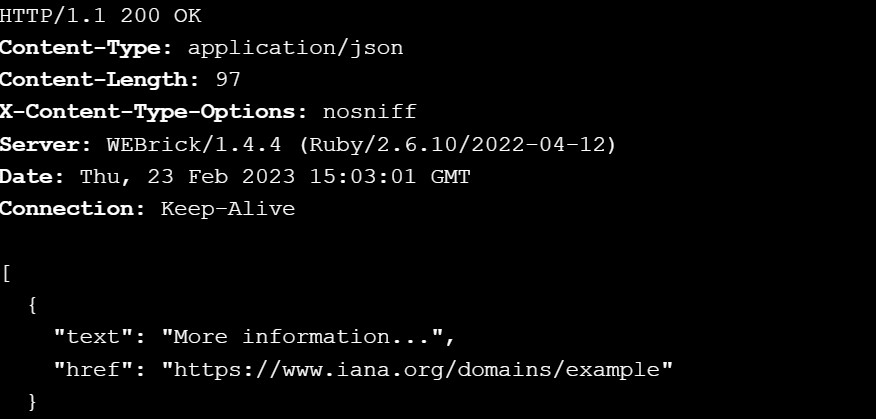 HTTP/1.1 200 OK
Content-Type: application/json
Content-Length: 97
X-Content-Type-Options: nosniff
Server: WEBrick/1.4.4 (Ruby/2.6.10/2022-04-12)
Date: Thu, 23 Feb 2023 15:03:01 GMT
Connection: Keep-Alive
[
{
"text": "More information...",
"href": "https://www.iana.org/domains/example"
}